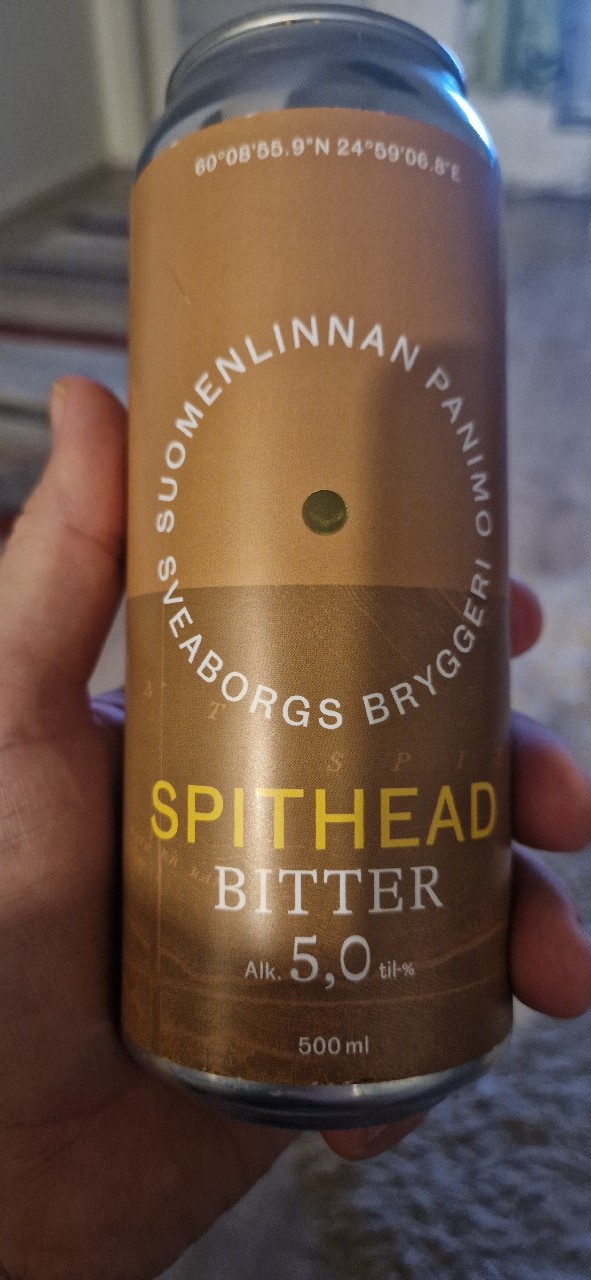 60°08'55.9"N 24°59'06.8"E
SUOMENLINNAN PANIMO
SVEABORGS BRYGGERI
S P I
SPITHEAD
BITTER
Alk. 5,0 til-%
500 ml